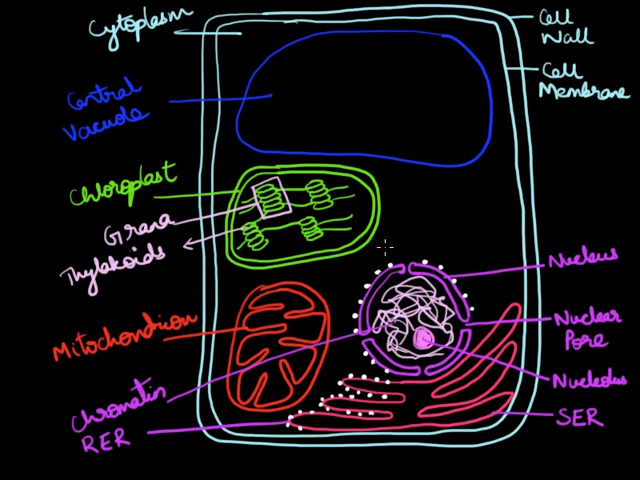 Cytoplasm
Cell
Wall
Cell
Membrane
Central
Vacuole
Chloroplast
Grana
Thylakoids
Nucleus
Nuclear
Pore
Mitochondrion
Nucleolus
Chromatin
SER
RER